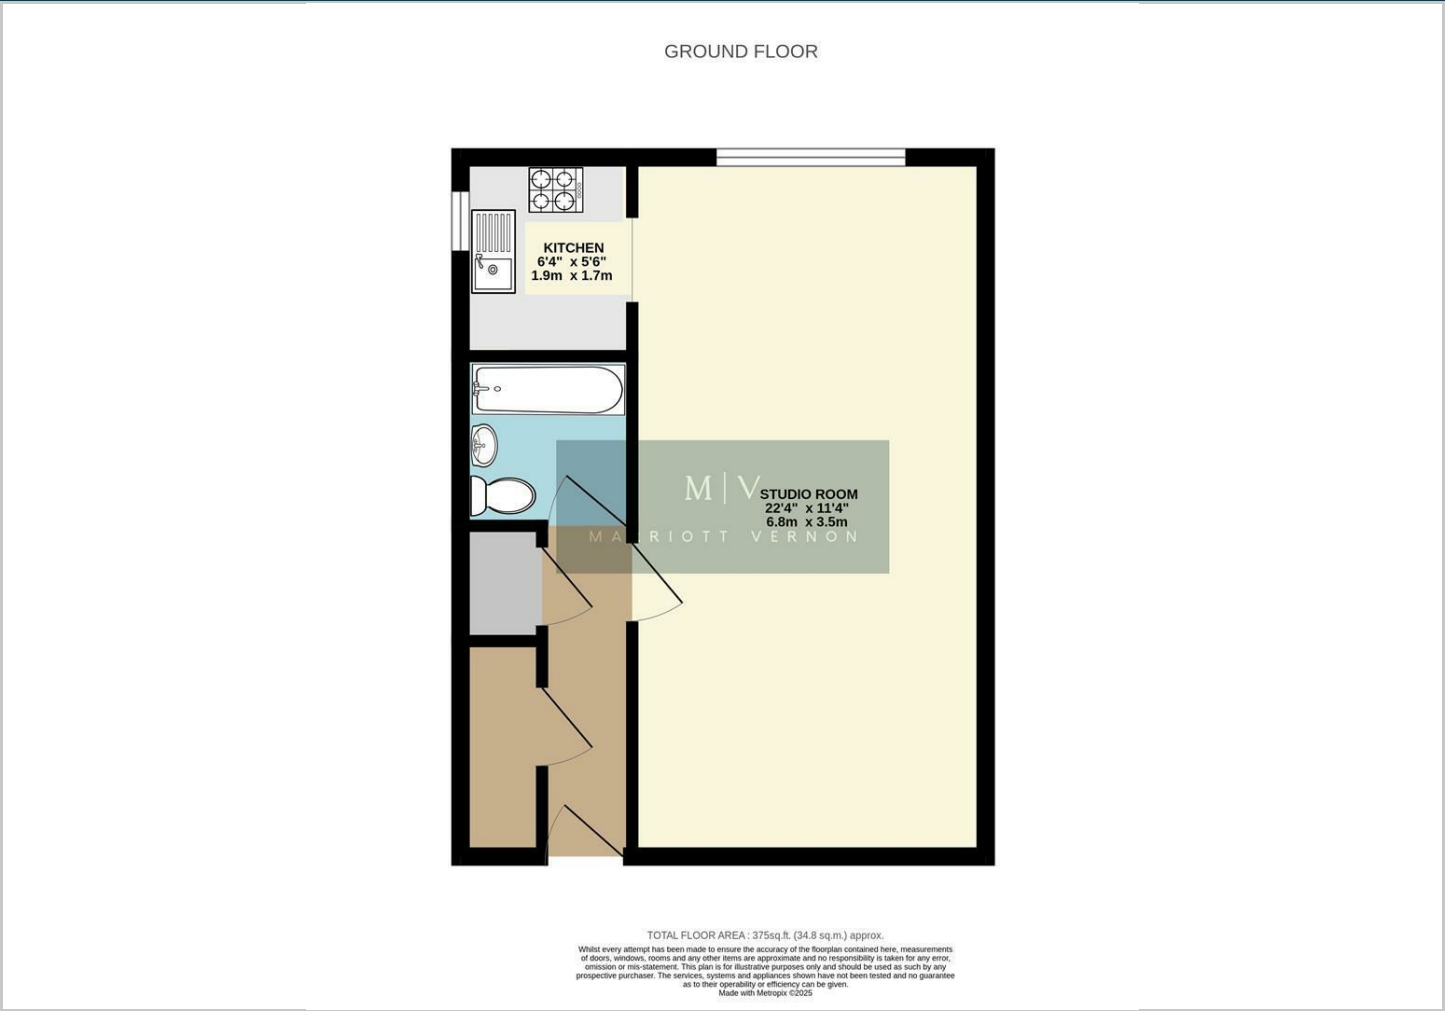 GROUND FLOOR
KITCHEN
6'4" x 5'6"
1.9m x 1.7m
M|V
STUDIO ROOM
22'4" x 11'4"
6.8m x 3.5m
MARRIOTT VERNON
TOTAL FLOOR AREA : 375sq.ft. (34.8 sq.m.) approx.
Whilst every attempt has been made to ensure the accuracy of the floorplan contained here, measurements
of doors, windows, rooms and any other items are approximate and no responsibility is taken for any error,
omission or mis-statement. This plan is for illustrative purposes only and should be used as such by any
prospective purchaser. The services, systems and appliances shown have not been tested and no guarantee
as to their operability or efficiency can be given.
Made with Metropix ©2025